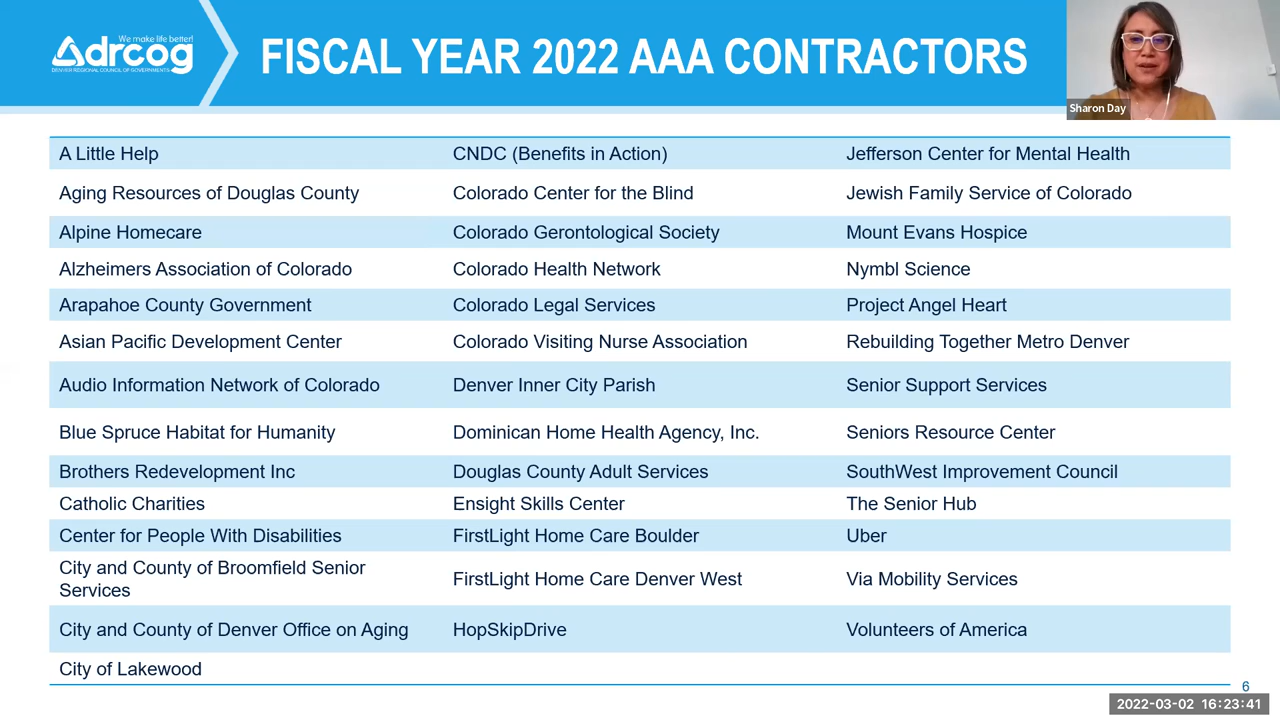 We make life better!
drcog
DENVER REGIONAL COUNCIL OF GOVERNMENTS
FISCAL YEAR 2022 AAA CONTRACTORS
Sharon Day
A Little Help
CNDC (Benefits in Action)
Jefferson Center for Mental Health
Aging Resources of Douglas County
Colorado Center for the Blind
Jewish Family Service of Colorado
Alpine Homecare
Colorado Gerontological Society
Mount Evans Hospice
Alzheimers Association of Colorado
Colorado Health Network
Nymbl Science
Arapahoe County Government
Colorado Legal Services
Project Angel Heart
Asian Pacific Development Center
Colorado Visiting Nurse Association
Rebuilding Together Metro Denver
Audio Information Network of Colorado
Denver Inner City Parish
Senior Support Services
Blue Spruce Habitat for Humanity
Dominican Home Health Agency, Inc.
Seniors Resource Center
Brothers Redevelopment Inc
Douglas County Adult Services
SouthWest Improvement Council
Catholic Charities
Ensight Skills Center
The Senior Hub
Center for People With Disabilities
FirstLight Home Care Boulder
Uber
City and County of Broomfield Senior
Services
FirstLight Home Care Denver West
Via Mobility Services
City and County of Denver Office on Aging
HopSkipDrive
Volunteers of America
City of Lakewood
6
2022-03-02 16:23:41